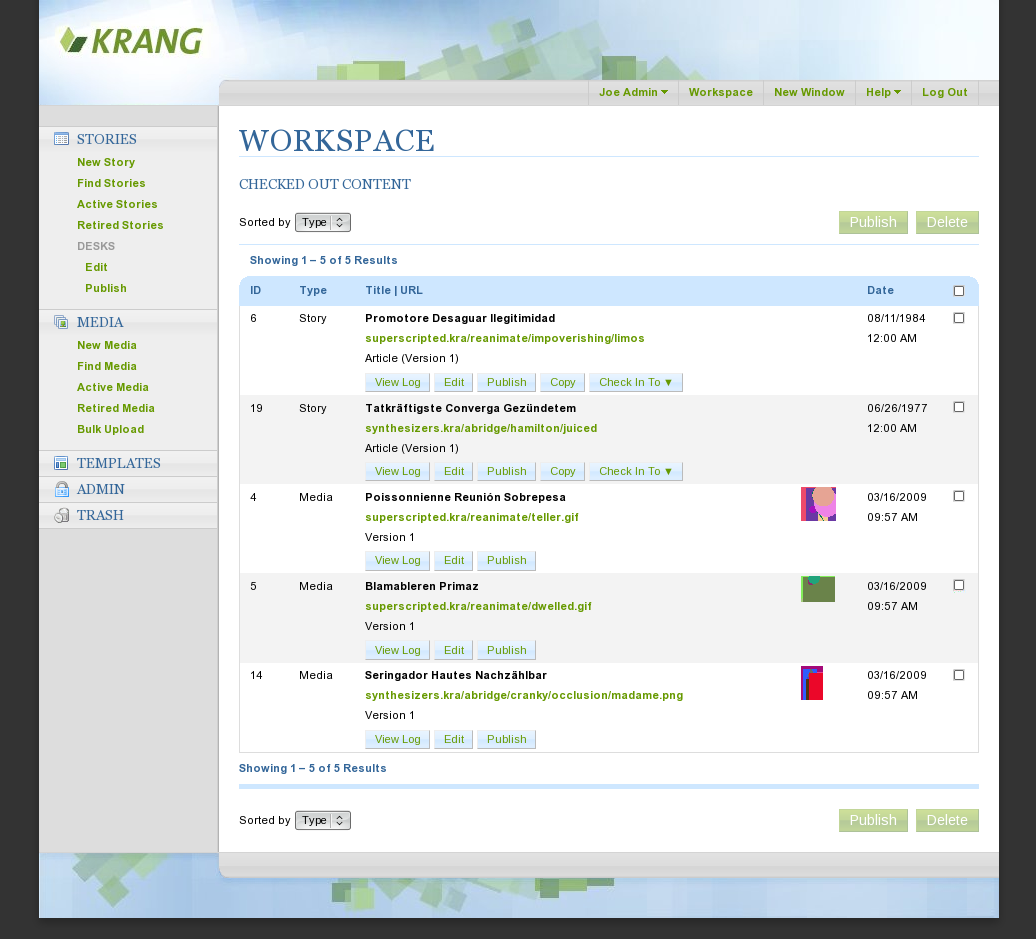 KRANG
Joe Admin Workspace New Window Help Log Out
STORIES
New Story
Find Stories
Active Stories
Retired Stories
DESKS
Edit
Publish
MEDIA
New Media
Find Media
Active Media
Retired Media
Bulk Upload
TEMPLATES
ADMIN
TRASH
WORKSPACE
CHECKED OUT CONTENT
Sorted by Type Publish Delete
Showing 1 – 5 of 5 Results
ID Type Title | URL Date
6 Story Promotore Desaguar Ilegitimidad 08/11/1984
superscripted.kra/reanimate/impoverishing/limos 12:00 AM
Article (Version 1)
View Log Edit Publish Copy Check In To ▼
19 Story Tatkräftigste Converga Gezündetem 06/26/1977
synthesizers.kra/abridge/hamilton/juiced 12:00 AM
Article (Version 1)
View Log Edit Publish Copy Check In To ▼
4 Media Poissonnienne Reunión Sobrepesa 03/16/2009
superscripted.kra/reanimate/teller.gif 09:57 AM
Version 1
View Log Edit Publish
5 Media Blamableren Primaz 03/16/2009
superscripted.kra/reanimate/dwelled.gif 09:57 AM
Version 1
View Log Edit Publish
14 Media Seringador Hautes Nachzählbar 03/16/2009
synthesizers.kra/abridge/cranky/occlusion/madame.png 09:57 AM
Version 1
View Log Edit Publish
Showing 1 – 5 of 5 Results
Sorted by Type Publish Delete